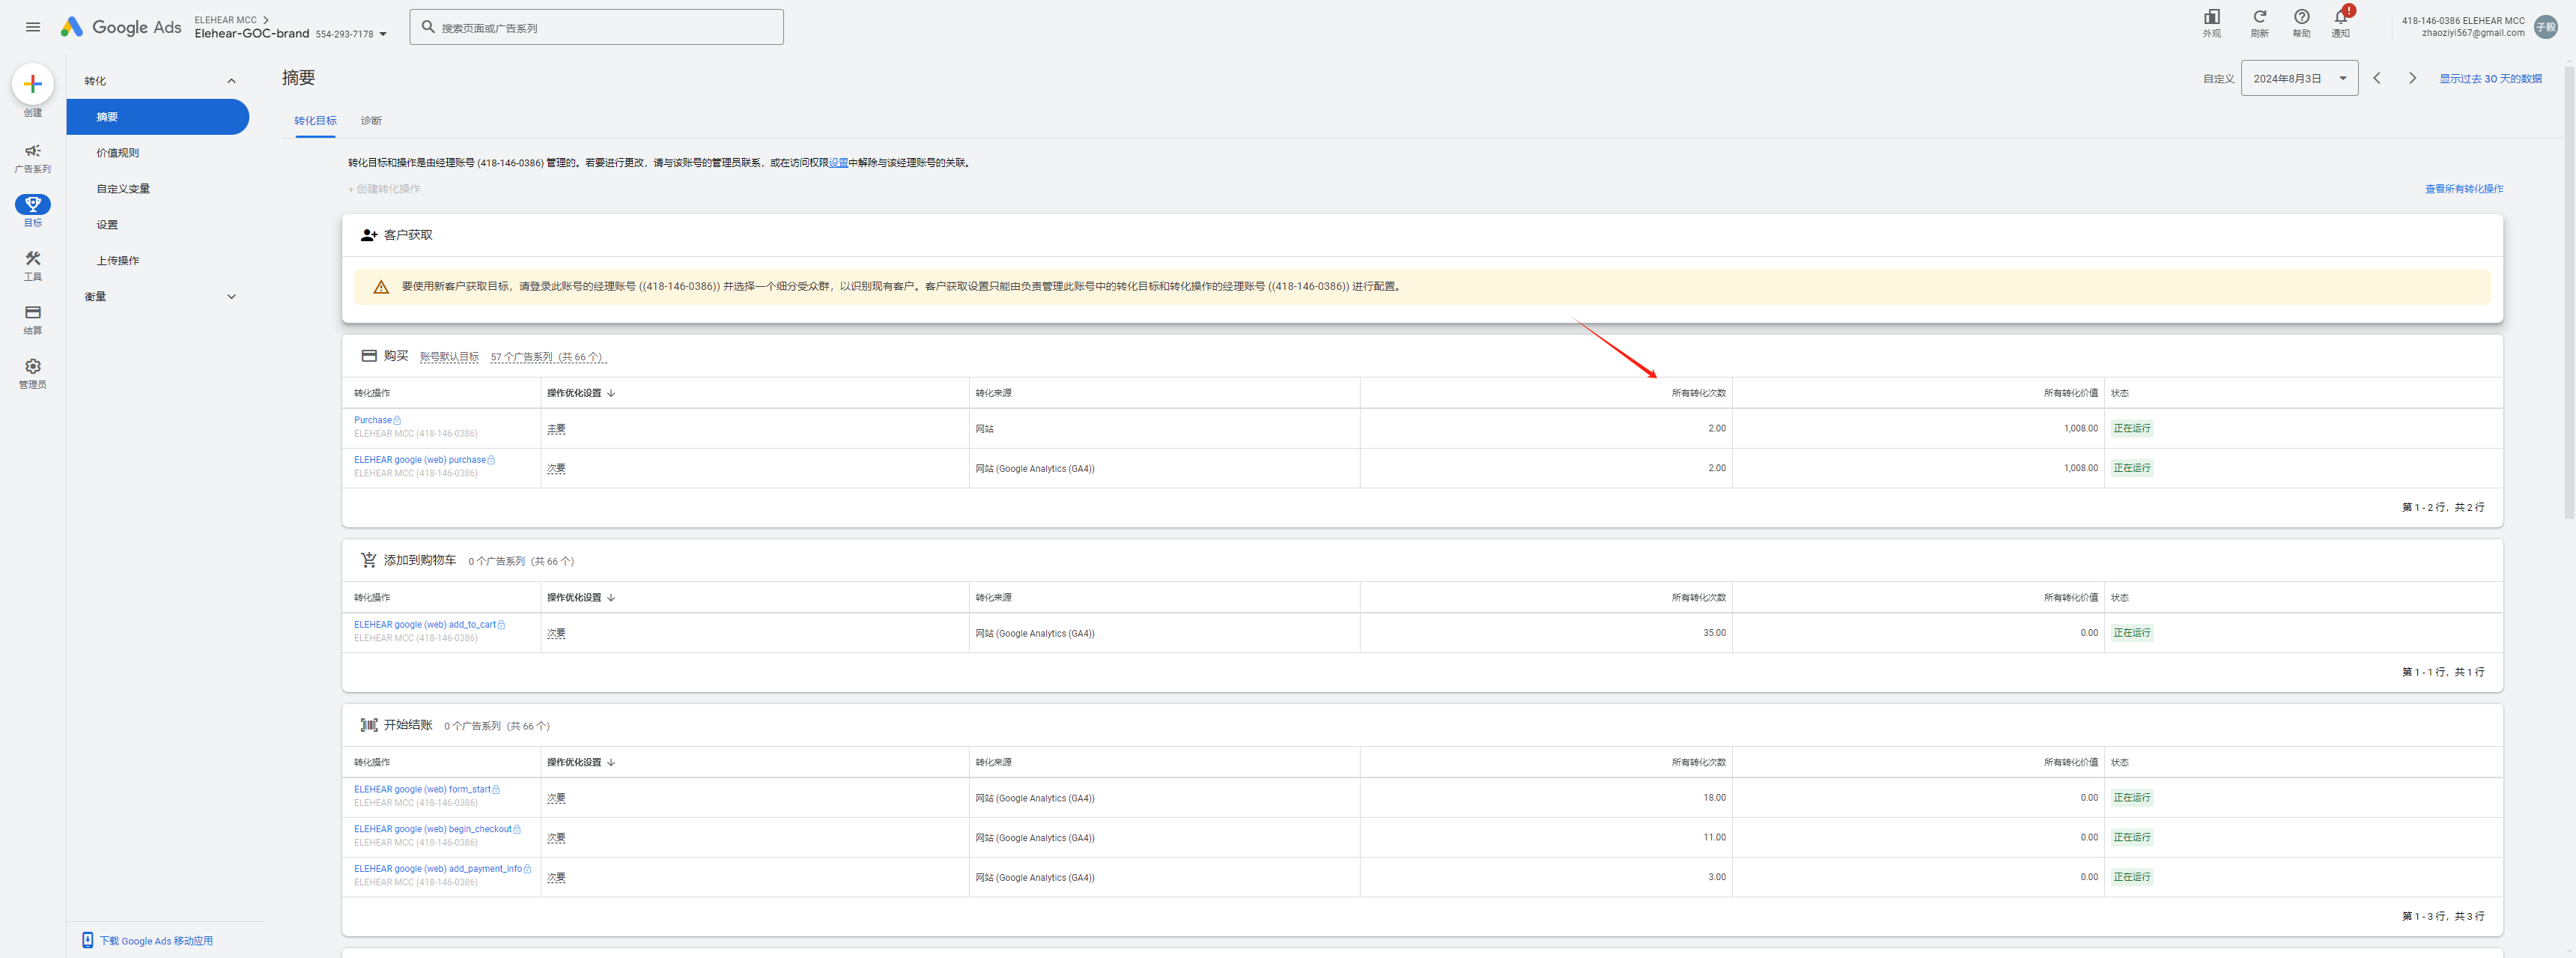 Google Ads
ELEHEAR MCC
Elehear-GOC-brand 554-293-7178
搜索页面或广告系列
外观
刷新
帮助
通知
418-146-0386 ELEHEAR MCC
zhaoziyi567@gmail.com
子毅
创建
广告系列
目标
工具
结算
管理员
转化
摘要
价值规则
自定义变量
设置
上传操作
衡量
下载 Google Ads 移动应用
摘要
自定义
2024年8月3日
显示过去 30 天的数据
转化目标
诊断
转化目标和操作是由经理账号 (418-146-0386) 管理的。若要进行更改，请与该账号的管理员联系，或在访问权限设置中解除与该经理账号的关联。
+ 创建转化操作
查看所有转化操作
客户获取
要使用新客户获取目标，请登录此账号的经理账号 ((418-146-0386)) 并选择一个细分受众群，以识别现有客户。客户获取设置只能由负责管理此账号中的转化目标和转化操作的经理账号 ((418-146-0386)) 进行配置。
购买 账号默认目标 57 个广告系列（共 66 个）
转化操作 操作优化设置 转化来源 所有转化次数 所有转化价值 状态
Purchase
ELEHEAR MCC (418-146-0386)
主要 网站 2.00 1,008.00 正在运行
ELEHEAR google (web) purchase
ELEHEAR MCC (418-146-0386)
次要 网站 (Google Analytics (GA4)) 2.00 1,008.00 正在运行
第 1 - 2 行，共 2 行
添加到购物车 0 个广告系列（共 66 个）
转化操作 操作优化设置 转化来源 所有转化次数 所有转化价值 状态
ELEHEAR google (web) add_to_cart
ELEHEAR MCC (418-146-0386)
次要 网站 (Google Analytics (GA4)) 35.00 0.00 正在运行
第 1 - 1 行，共 1 行
开始结账 0 个广告系列（共 66 个）
转化操作 操作优化设置 转化来源 所有转化次数 所有转化价值 状态
ELEHEAR google (web) form_start
ELEHEAR MCC (418-146-0386)
次要 网站 (Google Analytics (GA4)) 18.00 0.00 正在运行
ELEHEAR google (web) begin_checkout
ELEHEAR MCC (418-146-0386)
次要 网站 (Google Analytics (GA4)) 11.00 0.00 正在运行
ELEHEAR google (web) add_payment_info
ELEHEAR MCC (418-146-0386)
次要 网站 (Google Analytics (GA4)) 3.00 0.00 正在运行
第 1 - 3 行，共 3 行